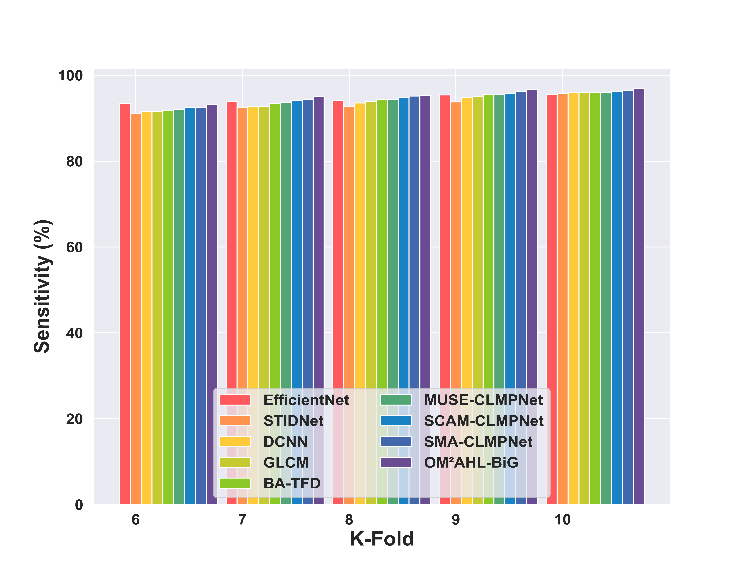 100
80
60
40
20
0
Sensitivity (%)
EfficientNet
STIDNet
DCNN
GLCM
BA-TFD
MUSE-CLMPNet
SCAM-CLMPNet
SMA-CLMPNet
OM²AHL-BiG
6 7 8 9 10
K-Fold